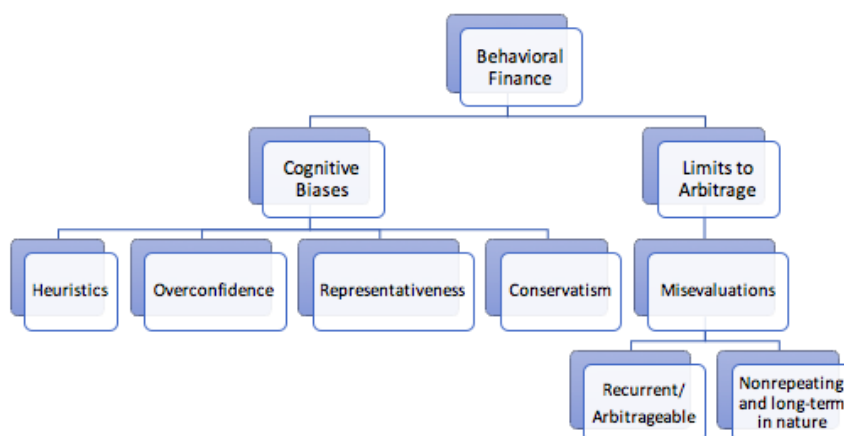 Behavioral
Finance
Cognitive
Biases
Limits to
Arbitrage
Heuristics
Overconfidence
Representativeness
Conservatism
Misevaluations
Recurrent/
Arbitrageable
Nonrepeating
and long-term
in nature